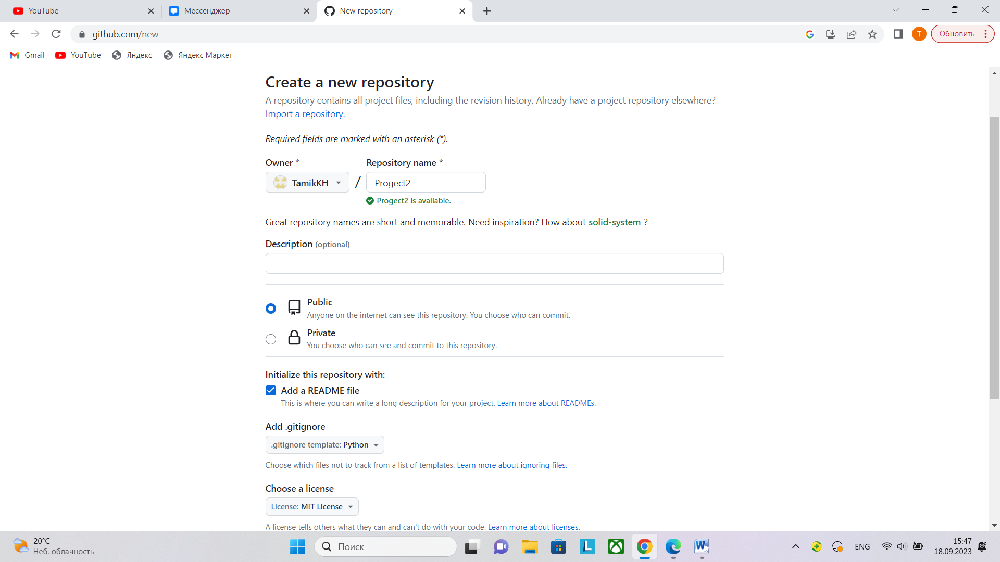 YouTube
Мессенджер
New repository
github.com/new
T
Обновить
Gmail
YouTube
Яндекс
Яндекс Маркет
Create a new repository
A repository contains all project files, including the revision history. Already have a project repository elsewhere?
Import a repository.
Required fields are marked with an asterisk (*).
Owner *
Repository name *
TamikKH
/
Progect2
Progect2 is available.
Great repository names are short and memorable. Need inspiration? How about solid-system ?
Description (optional)
Public
Anyone on the internet can see this repository. You choose who can commit.
Private
You choose who can see and commit to this repository.
Initialize this repository with:
Add a README file
This is where you can write a long description for your project. Learn more about READMEs.
Add .gitignore
.gitignore template: Python
Choose which files not to track from a list of templates. Learn more about ignoring files.
Choose a license
License: MIT License
A license tells others what they can and can't do with your code. Learn more about licenses.
20°C
Неб. облачность
Поиск
L
W
ENG
15:47
18.09.2023